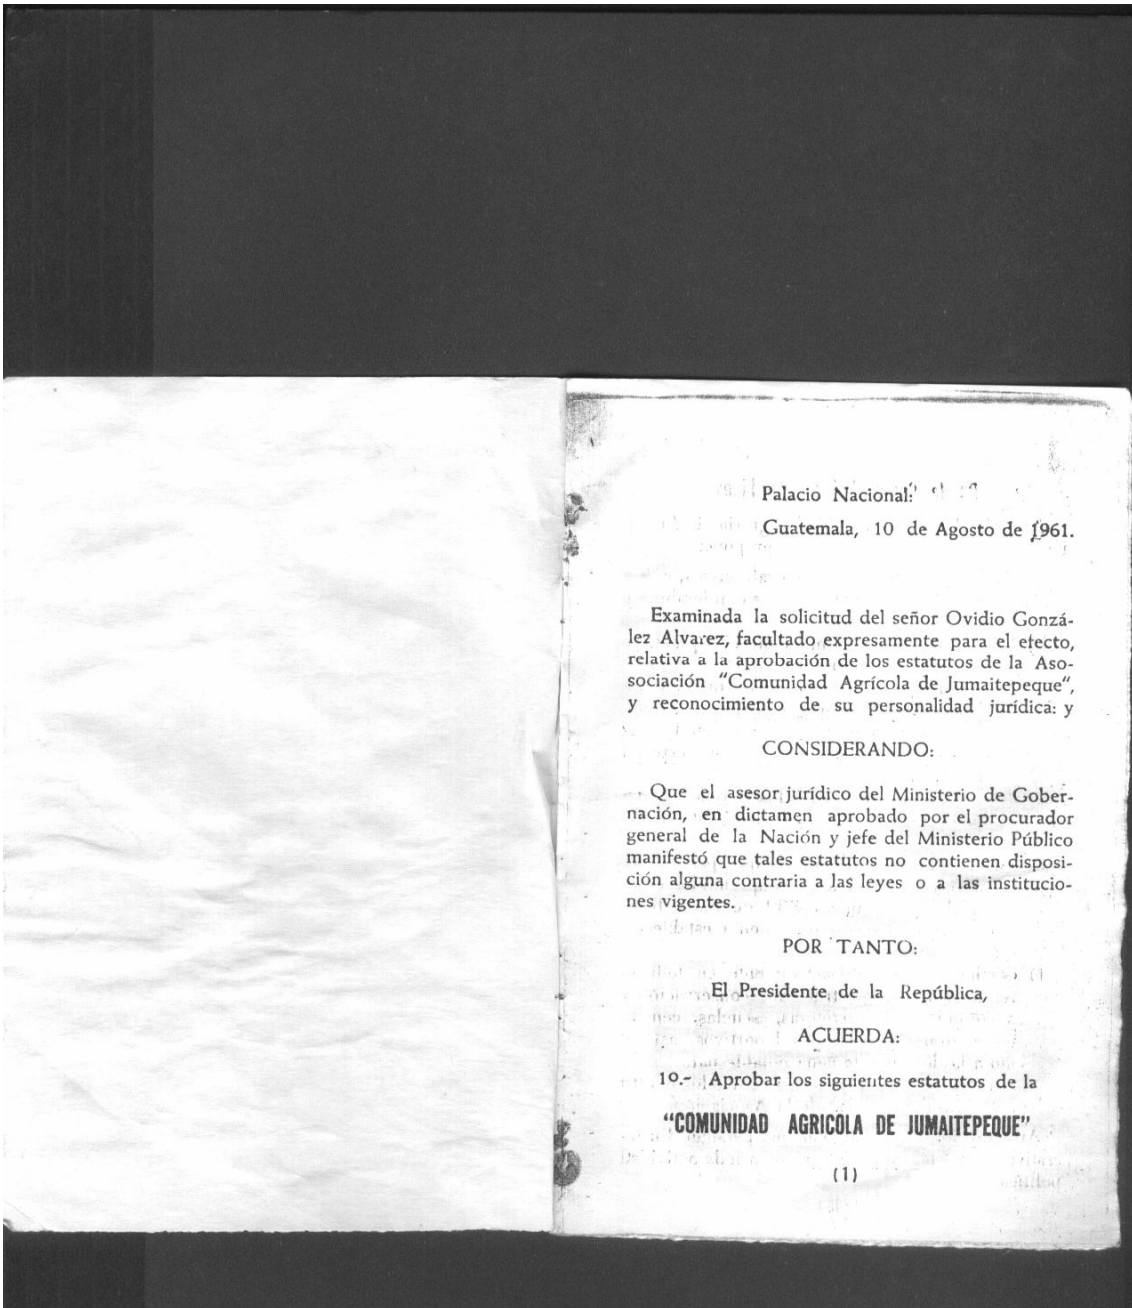 Palacio Nacional:
Guatemala, 10 de Agosto de 1961.
Examinada la solicitud del señor Ovidio Gonzá-
lez Alvarez, facultado expresamente para el efecto,
relativa a la aprobación de los estatutos de la Aso-
sociación "Comunidad Agrícola de Jumaitepeque",
y reconocimiento de su personalidad jurídica: y
CONSIDERANDO:
Que el asesor jurídico del Ministerio de Gober-
nación, en dictamen aprobado por el procurador
general de la Nación y jefe del Ministerio Público
manifestó que tales estatutos no contienen disposi-
ción alguna contraria a las leyes o a las institucio-
nes vigentes.
POR TANTO:
El Presidente de la República,
ACUERDA:
1o.- Aprobar los siguientes estatutos de la
"COMUNIDAD AGRICOLA DE JUMAITEPEQUE"
(1)